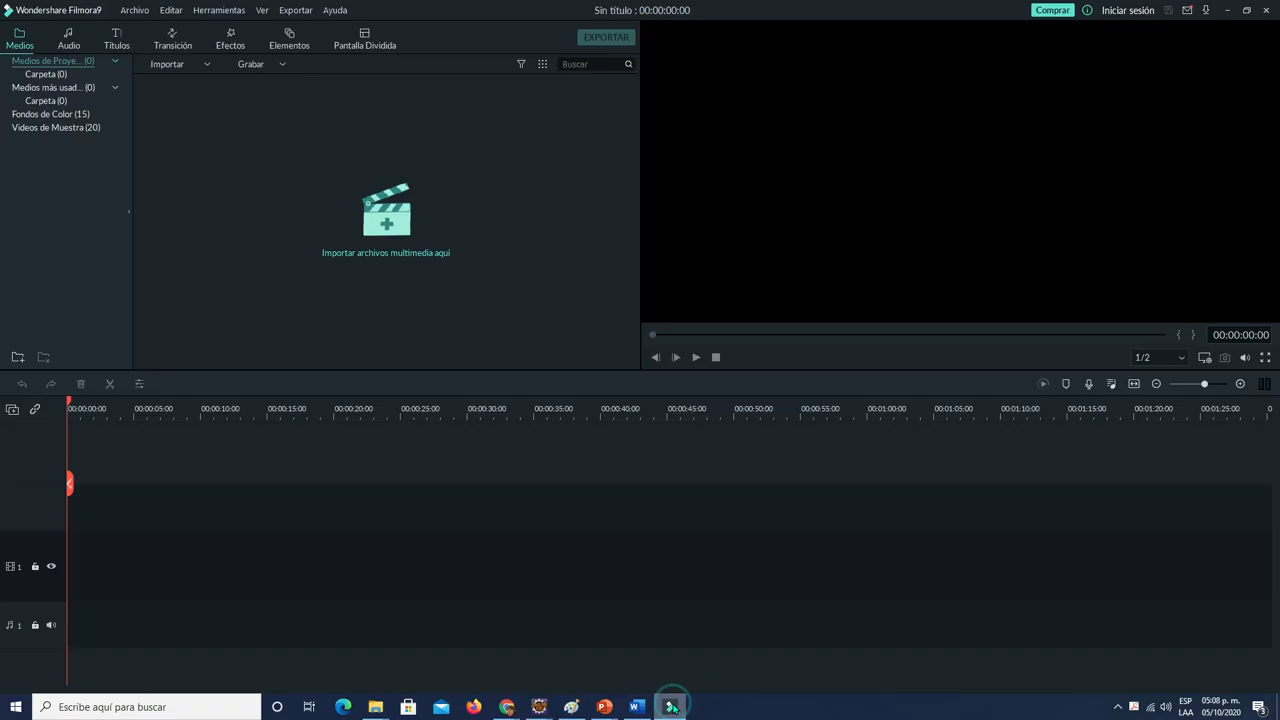 Wondershare Filmora9 Archivo Editar Herramientas Ver Exportar Ayuda Sin título : 00:00:00:00 Comprar Iniciar sesión
Medios Audio Títulos Transición Efectos Elementos Pantalla Dividida EXPORTAR
Medios de Proye... (0)
Carpeta (0)
Medios más usad... (0)
Carpeta (0)
Fondos de Color (15)
Videos de Muestra (20)
Importar Grabar Buscar
Importar archivos multimedia aquí
00:00:00:00
1/2
00:00:00:00 00:00:05:00 00:00:10:00 00:00:15:00 00:00:20:00 00:00:25:00 00:00:30:00 00:00:35:00 00:00:40:00 00:00:45:00 00:00:50:00 00:00:55:00 00:01:00:00 00:01:05:00 00:01:10:00 00:01:15:00 00:01:20:00 00:01:25:00 0
1
1
Escribe aquí para buscar
ESP 05:08 p. m.
LAA 05/10/2020
3